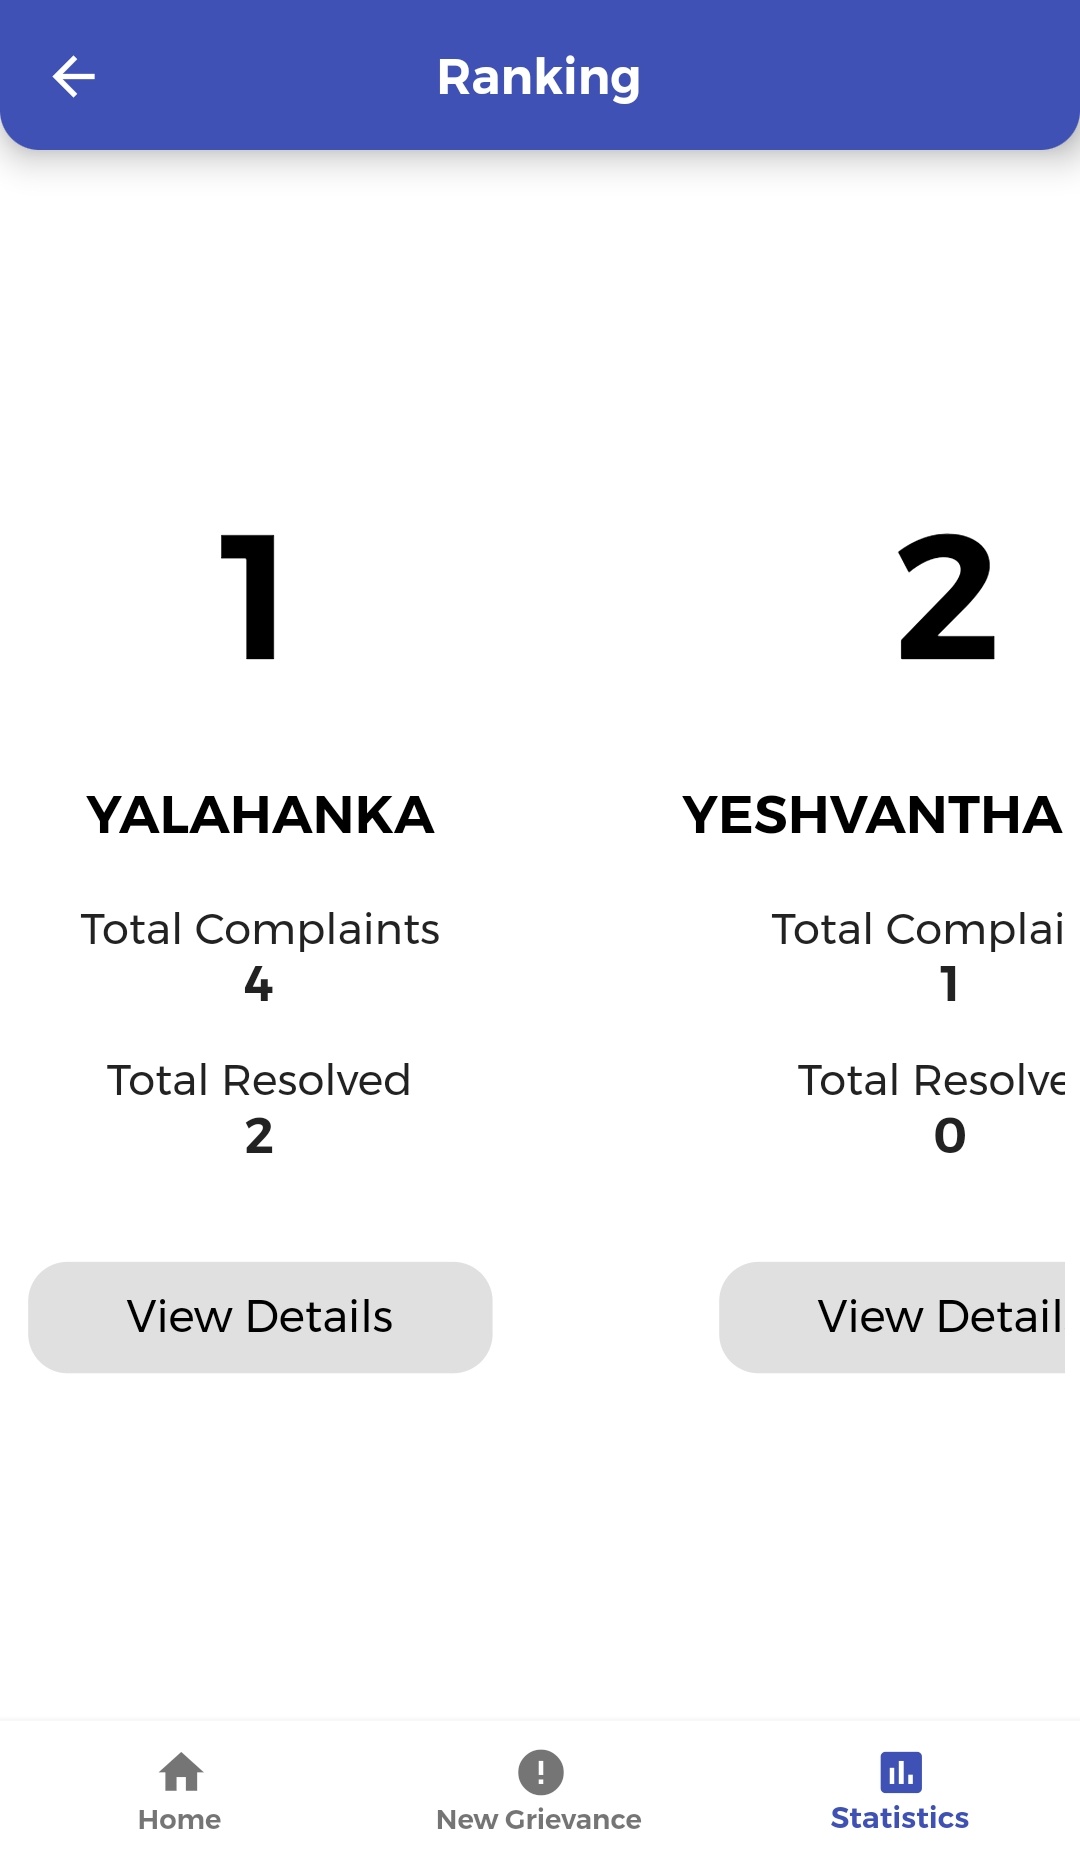 Ranking
1
YALAHANKA
Total Complaints
4
Total Resolved
2
View Details
2
YESHVANTHA
Total Complai
1
Total Resolve
0
View Detail
Home
New Grievance
Statistics